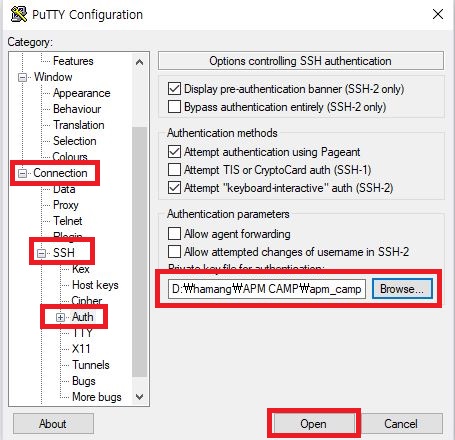 PuTTY Configuration
Category:
Features
Window
Appearance
Behaviour
Translation
Selection
Colours
Connection
Data
Proxy
Telnet
Rlogin
SSH
Kex
Host keys
Cipher
Auth
TTY
X11
Tunnels
Bugs
More bugs
Options controlling SSH authentication
Display pre-authentication banner (SSH-2 only)
Bypass authentication entirely (SSH-2 only)
Authentication methods
Attempt authentication using Pageant
Attempt TIS or CryptoCard auth (SSH-1)
Attempt "keyboard-interactive" auth (SSH-2)
Authentication parameters
Allow agent forwarding
Allow attempted changes of username in SSH-2
Private key file for authentication:
D:₩hamang₩APM CAMP₩apm_camp
Browse...
About
Open
Cancel